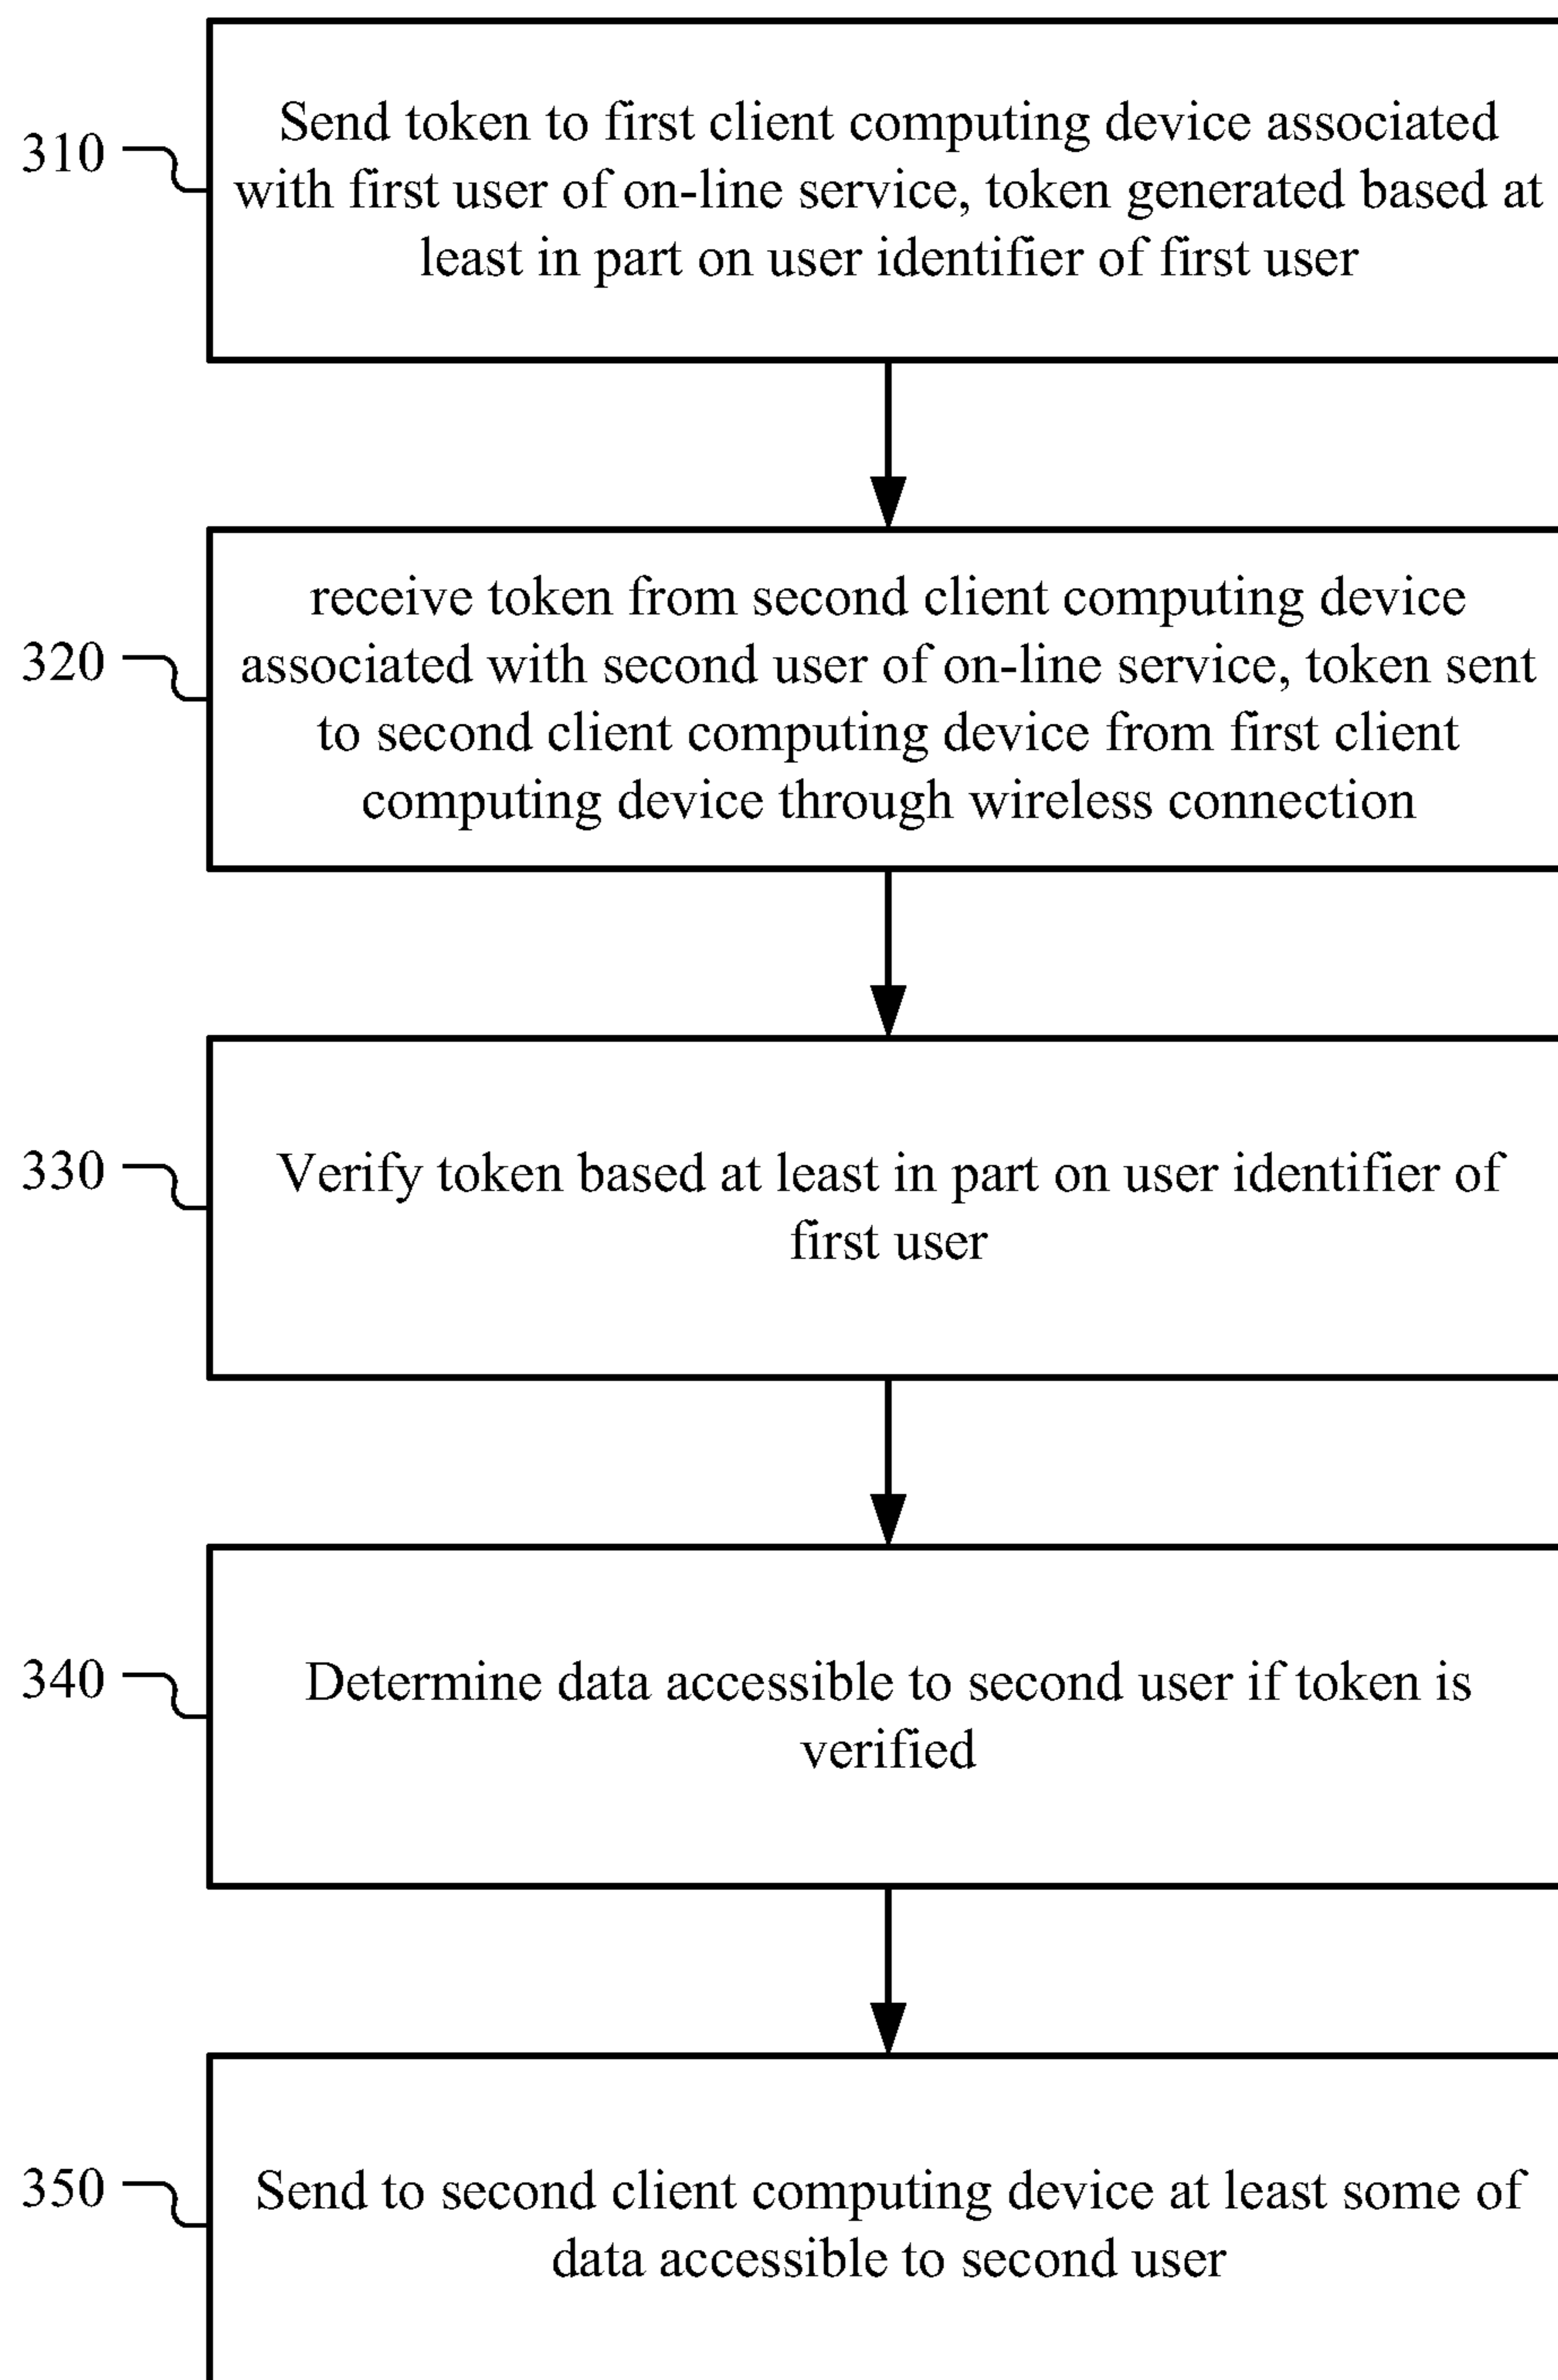 310
Send token to first client computing device associated
with first user of on-line service, token generated based at
least in part on user identifier of first user
320
receive token from second client computing device
associated with second user of on-line service, token sent
to second client computing device from first client
computing device through wireless connection
330
Verify token based at least in part on user identifier of
first user
340
Determine data accessible to second user if token is
verified
350
Send to second client computing device at least some of
data accessible to second user